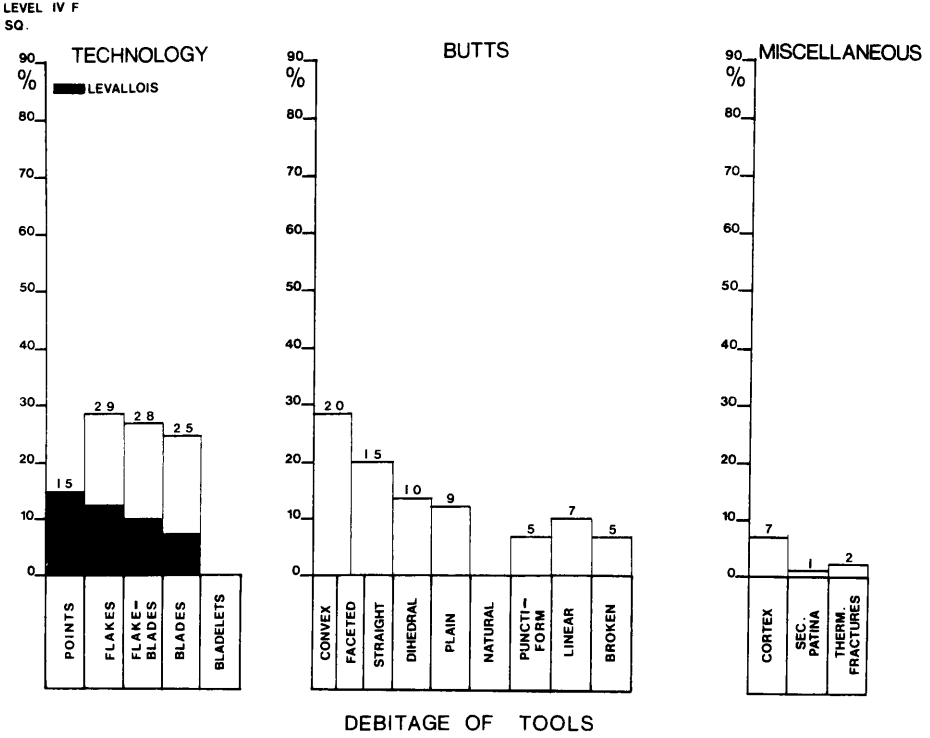 LEVEL IV F
SQ.
TECHNOLOGY
90
%
LEVALLOIS
80
70
60
50
40
30
20
10
0
15
29
28
25
POINTS
FLAKES
FLAKE-
BLADES
BLADES
BLADELETS
BUTTS
90
%
80
70
60
50
40
30
20
10
0
20
15
10
9
5
7
5
CONVEX
FACETED
STRAIGHT
DIHEDRAL
PLAIN
NATURAL
PUNCTI-
FORM
LINEAR
BROKEN
MISCELLANEOUS
90
%
80
70
60
50
40
30
20
10
0
7
1
2
CORTEX
SEC.
PATINA
THERM.
FRACTURES
DEBITAGE OF TOOLS